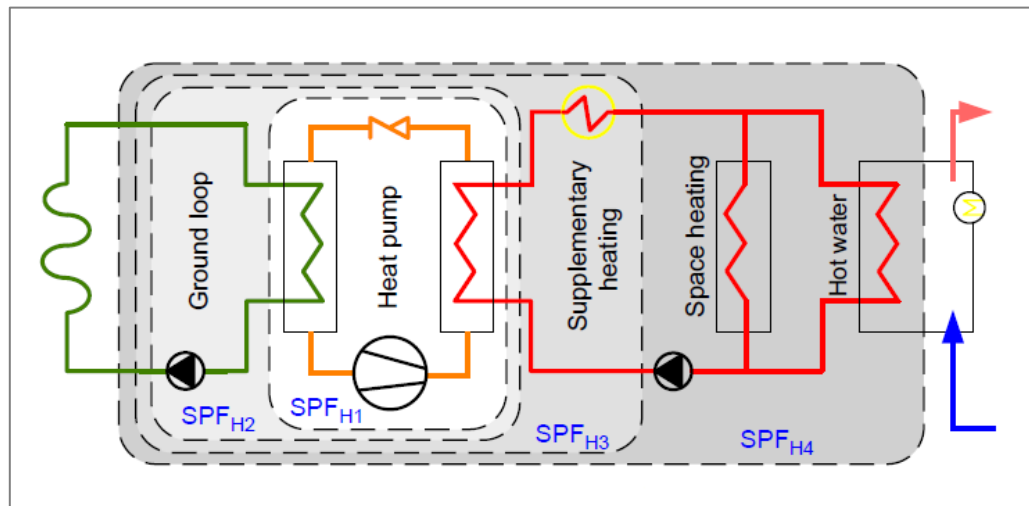 Ground loop
Heat pump
Supplementary
heating
Space heating
Hot water
M
SPFH2
SPFH1
SPFH3
SPFH4